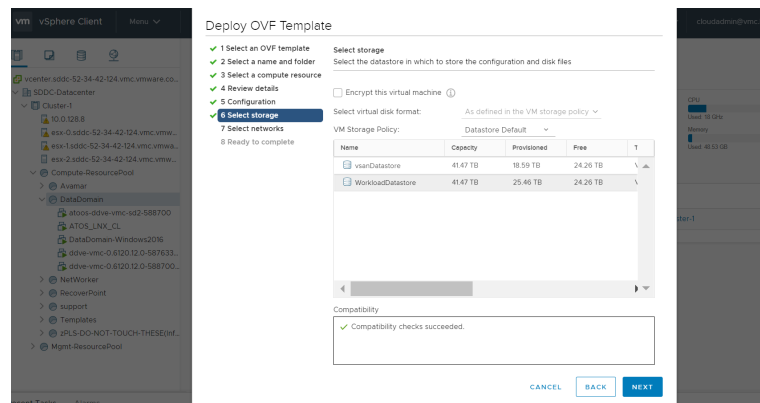 vm vSphere Client Menu
cloudadmin@vmc.
vcenter.sddc-52-34-42-124.vmc.vmware.co...
SDDC-Datacenter
Cluster-1
10.0.128.8
esx-0.sddc-52-34-42-124.vmc.vmw...
esx-1.sddc-52-34-42-124.vmc.vmwa...
esx-2.sddc-52-34-42-124.vmc.vmw...
Compute-ResourcePool
Avamar
DataDomain
atoos-ddve-vmc-sd2-588700
ATOS_LNX_CL
DataDomain-Windows2016
ddve-vmc-0.6120.12.0-587633...
ddve-vmc-0.6120.12.0-588700...
NetWorker
RecoverPoint
support
Templates
zPLS-DO-NOT-TOUCH-THESE(Inf...
Mgmt-ResourcePool
Deploy OVF Template
1 Select an OVF template
2 Select a name and folder
3 Select a compute resource
4 Review details
5 Configuration
6 Select storage
7 Select networks
8 Ready to complete
Select storage
Select the datastore in which to store the configuration and disk files
Encrypt this virtual machine
Select virtual disk format: As defined in the VM storage policy
VM Storage Policy: Datastore Default
Name Capacity Provisioned Free T
vsanDatastore 41.47 TB 18.59 TB 24.26 TB
WorkloadDatastore 41.47 TB 25.46 TB 24.26 TB
Compatibility
Compatibility checks succeeded.
CANCEL BACK NEXT
CPU
Used: 18 GHz
Memory
ster-1
Alarms